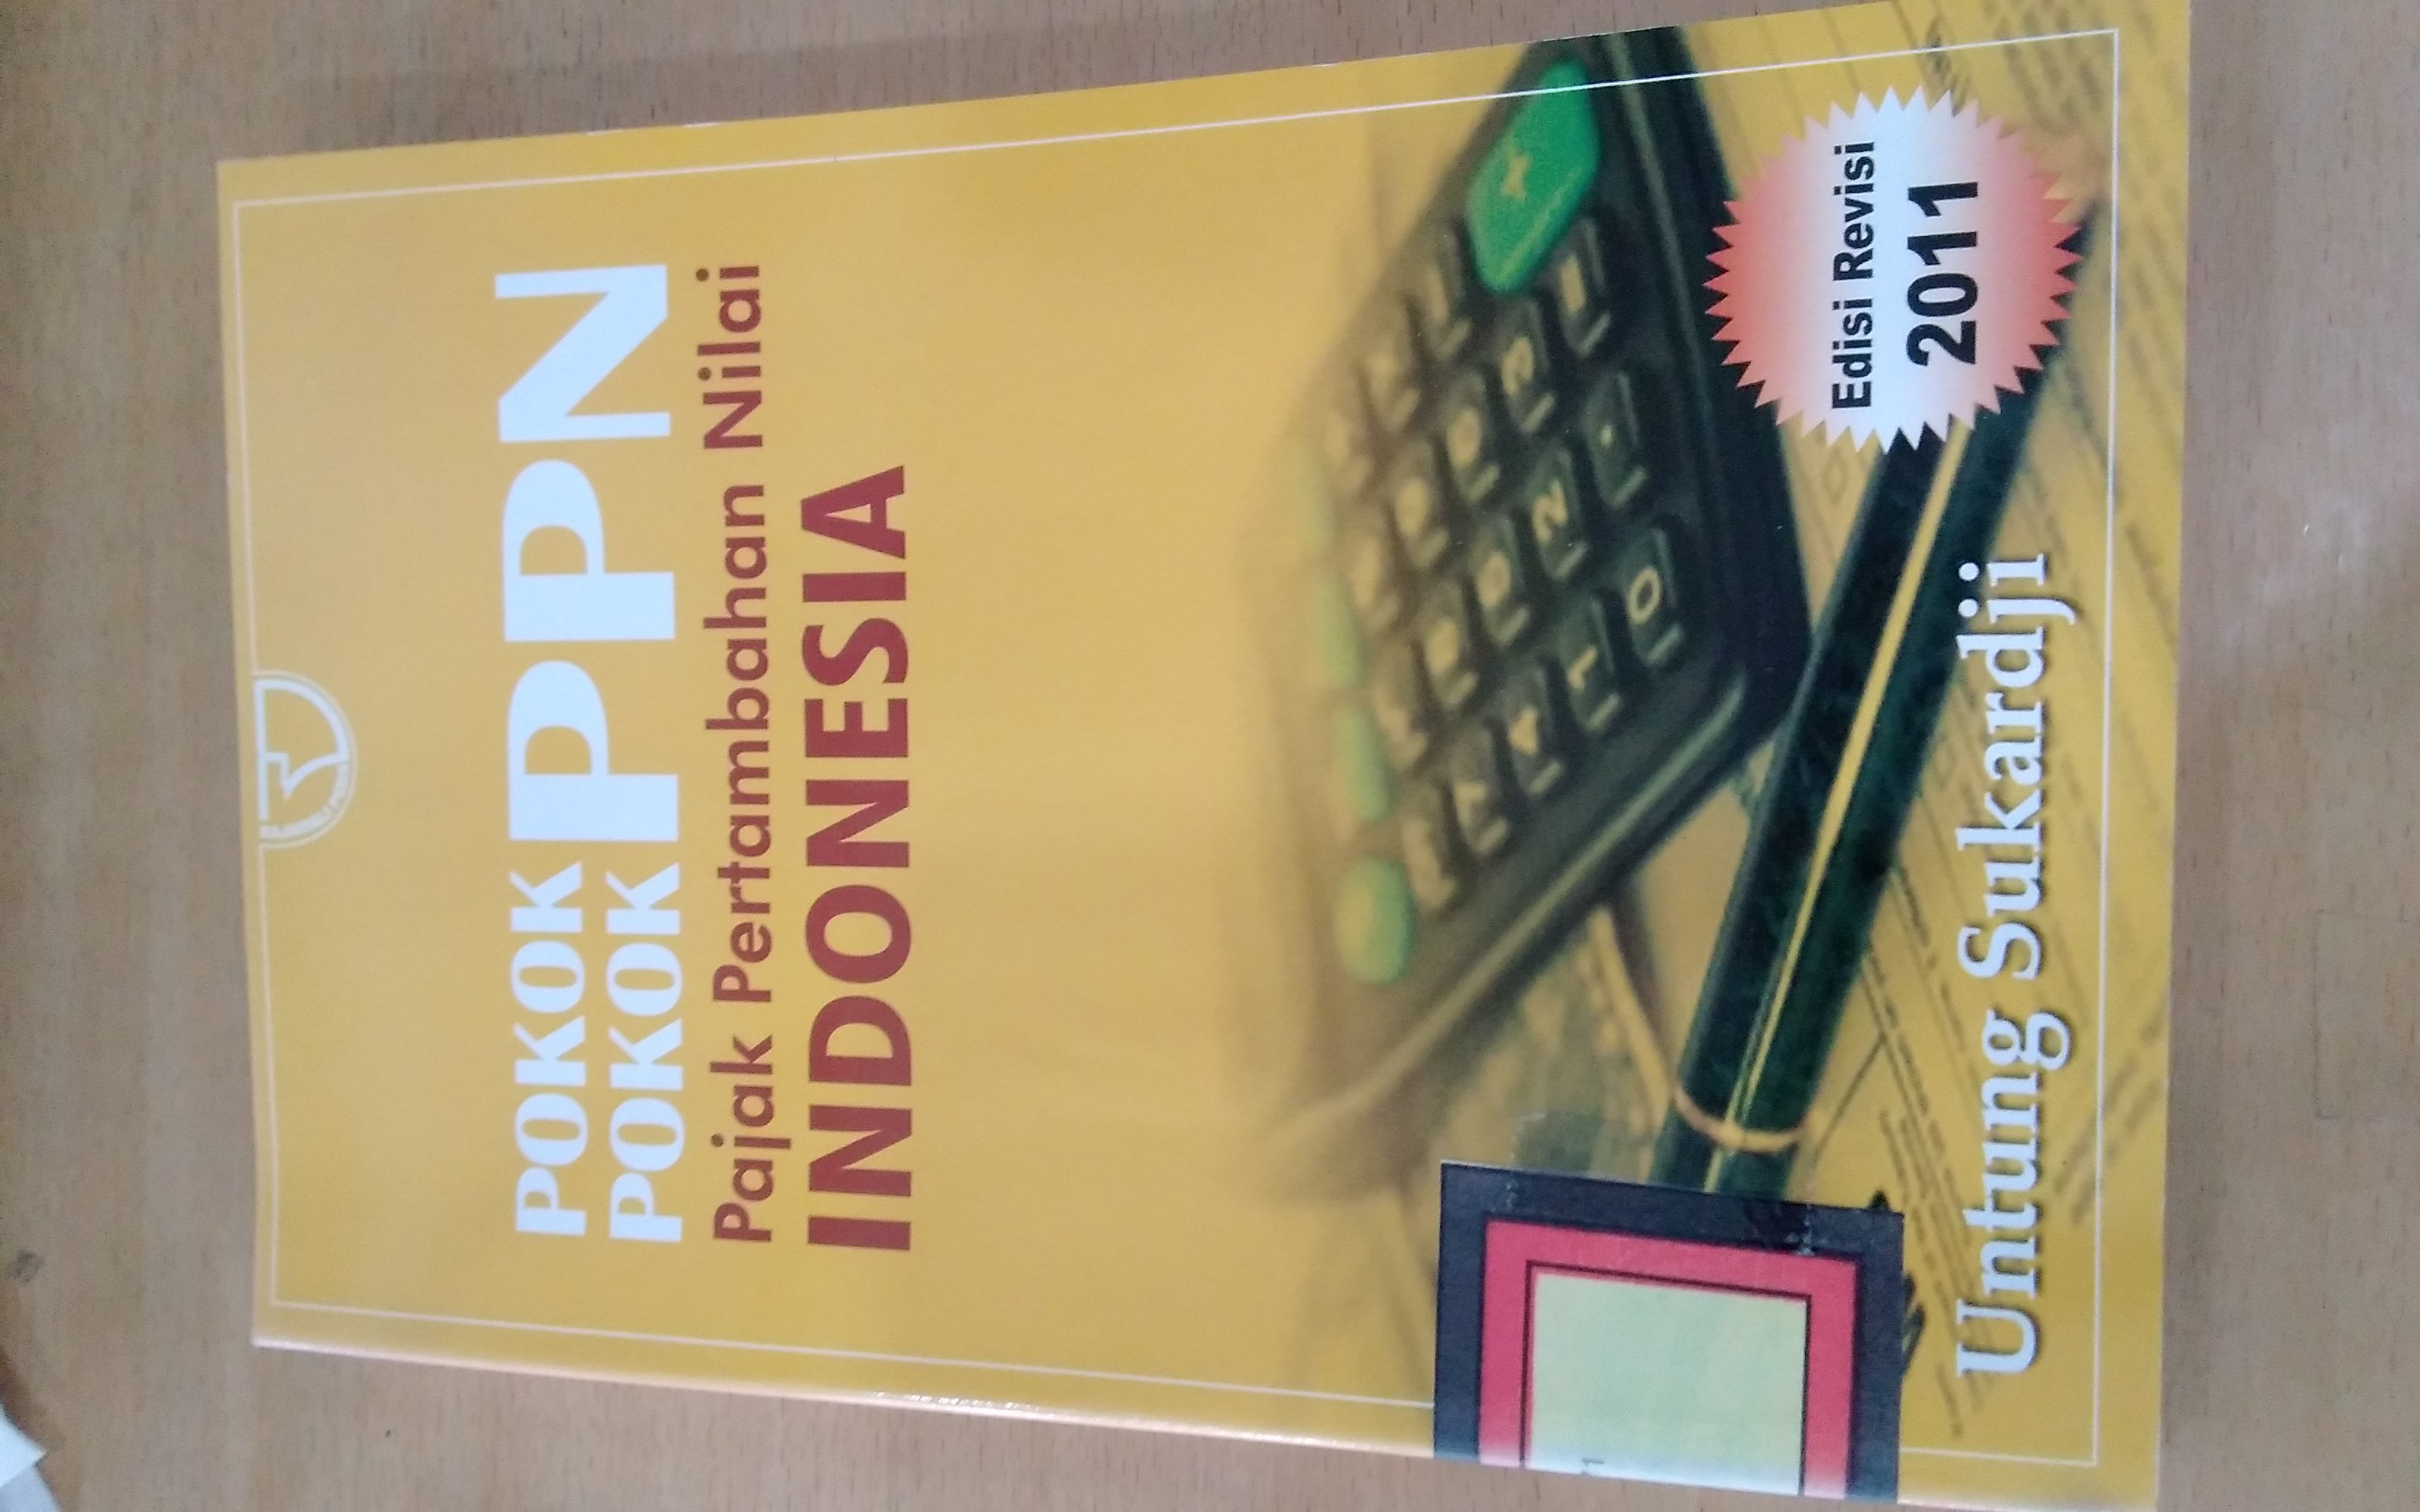 POKOK
POKOK
PPN
Pajak Pertambahan Nilai
INDONESIA
Edisi Revisi
2011
Untung Sukardji